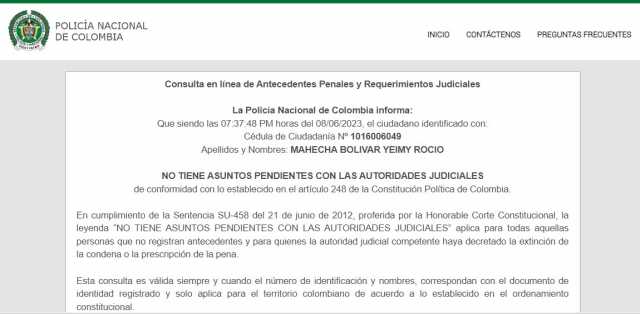 POLICÍA NACIONAL
DE COLOMBIA
INICIO CONTÁCTENOS PREGUNTAS FRECUENTES
Consulta en línea de Antecedentes Penales y Requerimientos Judiciales
La Policía Nacional de Colombia informa:
Que siendo las 07:37:48 PM horas del 08/06/2023, el ciudadano identificado con:
Cédula de Ciudadanía Nº 1016006049
Apellidos y Nombres: MAHECHA BOLIVAR YEIMY ROCIO
NO TIENE ASUNTOS PENDIENTES CON LAS AUTORIDADES JUDICIALES
de conformidad con lo establecido en el artículo 248 de la Constitución Política de Colombia.
En cumplimiento de la Sentencia SU-458 del 21 de junio de 2012, proferida por la Honorable Corte Constitucional, la
leyenda “NO TIENE ASUNTOS PENDIENTES CON LAS AUTORIDADES JUDICIALES” aplica para todas aquellas
personas que no registran antecedentes y para quienes la autoridad judicial competente haya decretado la extinción de
la condena o la prescripción de la pena.
Esta consulta es válida siempre y cuando el número de identificación y nombres, correspondan con el documento de
identidad registrado y solo aplica para el territorio colombiano de acuerdo a lo establecido en el ordenamiento
constitucional.